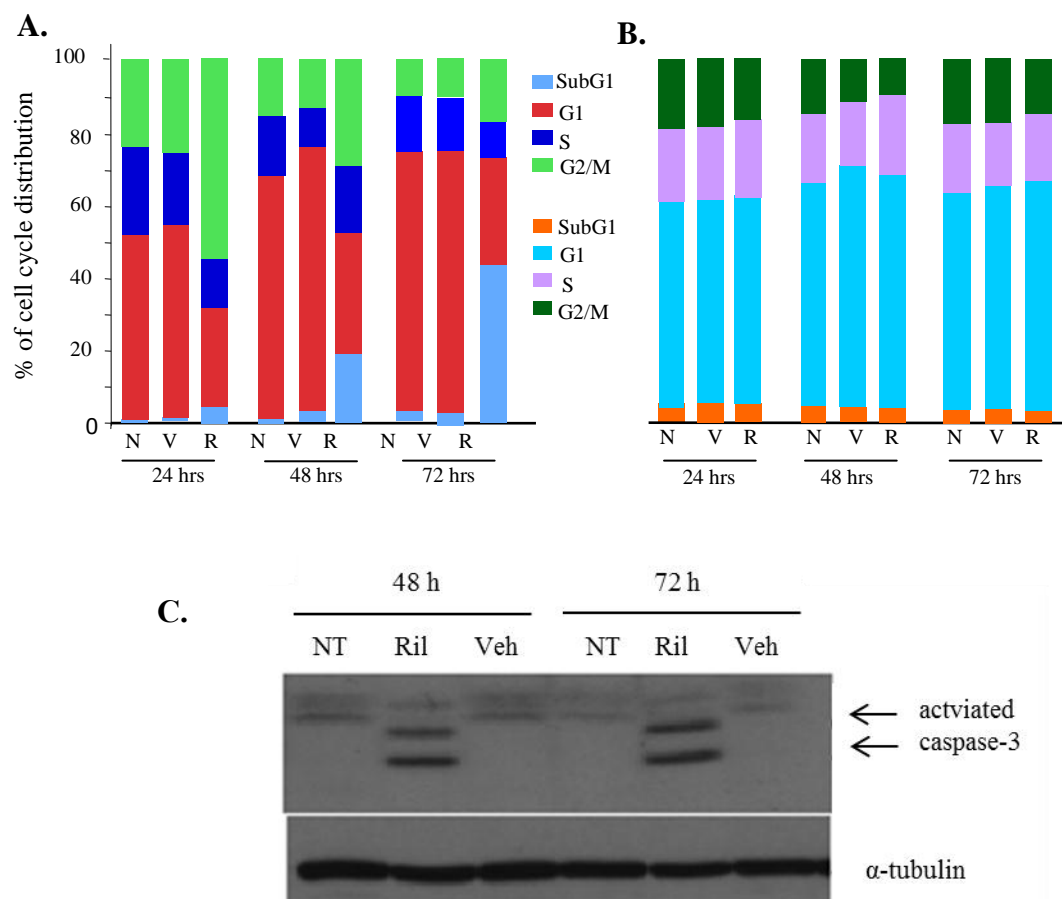 A.
% of cell cycle distribution
100
80
60
40
20
0
N V R N V R N V R
24 hrs 48 hrs 72 hrs
SubG1
G1
S
G2/M
SubG1
G1
S
G2/M
B.
N V R N V R N V R
24 hrs 48 hrs 72 hrs
C.
48 h 72 h
NT Ril Veh NT Ril Veh
actviated
caspase-3
α-tubulin